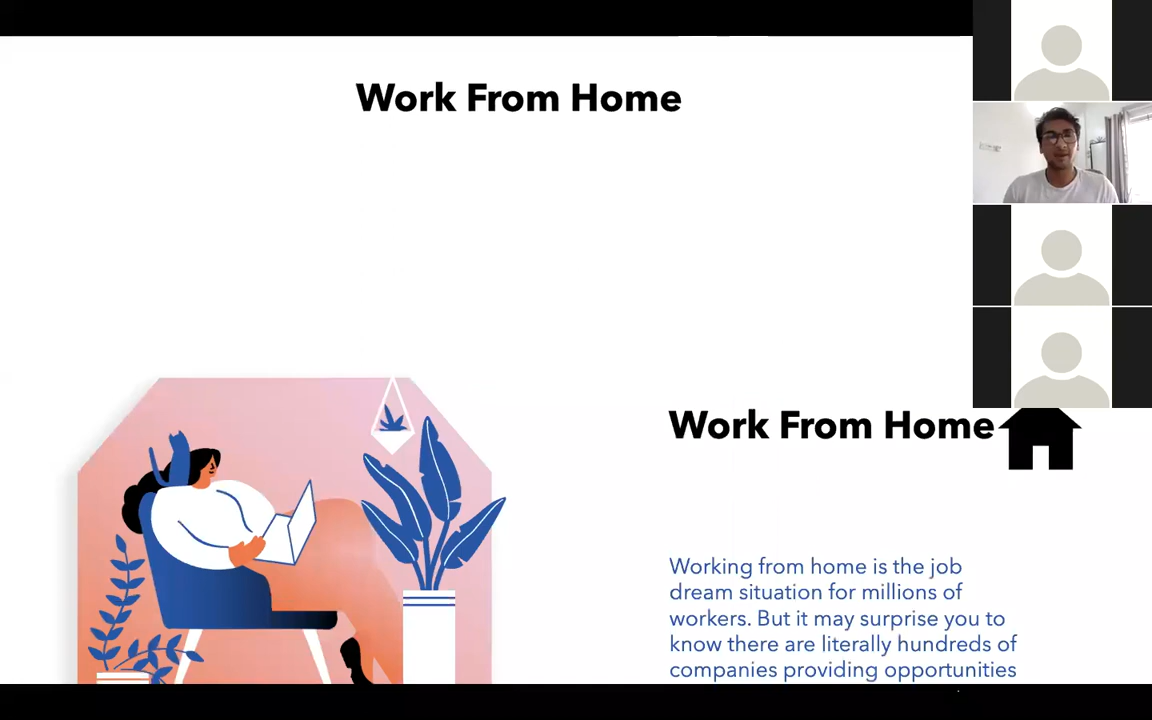 Work From Home
Work From Home
Working from home is the job
dream situation for millions of
workers. But it may surprise you to
know there are literally hundreds of
companies providing opportunities